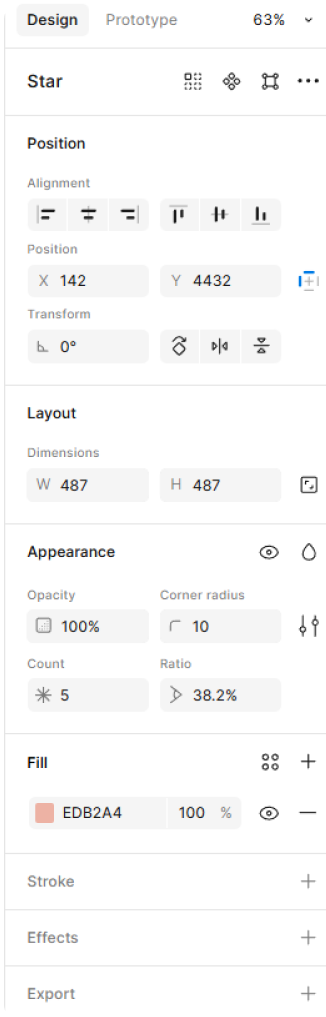 Design Prototype 63%
Star
Position
Alignment
Position
X 142 Y 4432
Transform
0°
Layout
Dimensions
W 487 H 487
Appearance
Opacity Corner radius
100% 10
Count Ratio
5 38.2%
Fill
EDB2A4 100 %
Stroke
Effects
Export